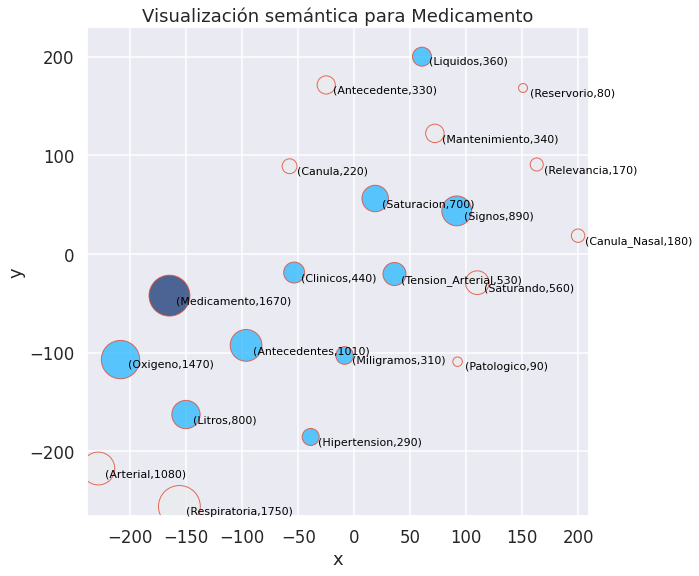 Visualización semántica para Medicamento
200
100
0
−100
−200
y
(Liquidos,360)
(Antecedente,330)
(Reservorio,80)
(Mantenimiento,340)
(Canula,220)
(Relevancia,170)
(Saturacion,700)
(Signos,890)
(Canula_Nasal,180)
(Clinicos,440)
(Tension_Arterial,530)
(Saturando,560)
(Medicamento,1670)
(Antecedentes,1010)
(Miligramos,310)
(Oxigeno,1470)
(Patologico,90)
(Litros,800)
(Hipertension,290)
(Arterial,1080)
(Respiratoria,1750)
−200 −150 −100 −50 0 50 100 150 200
x